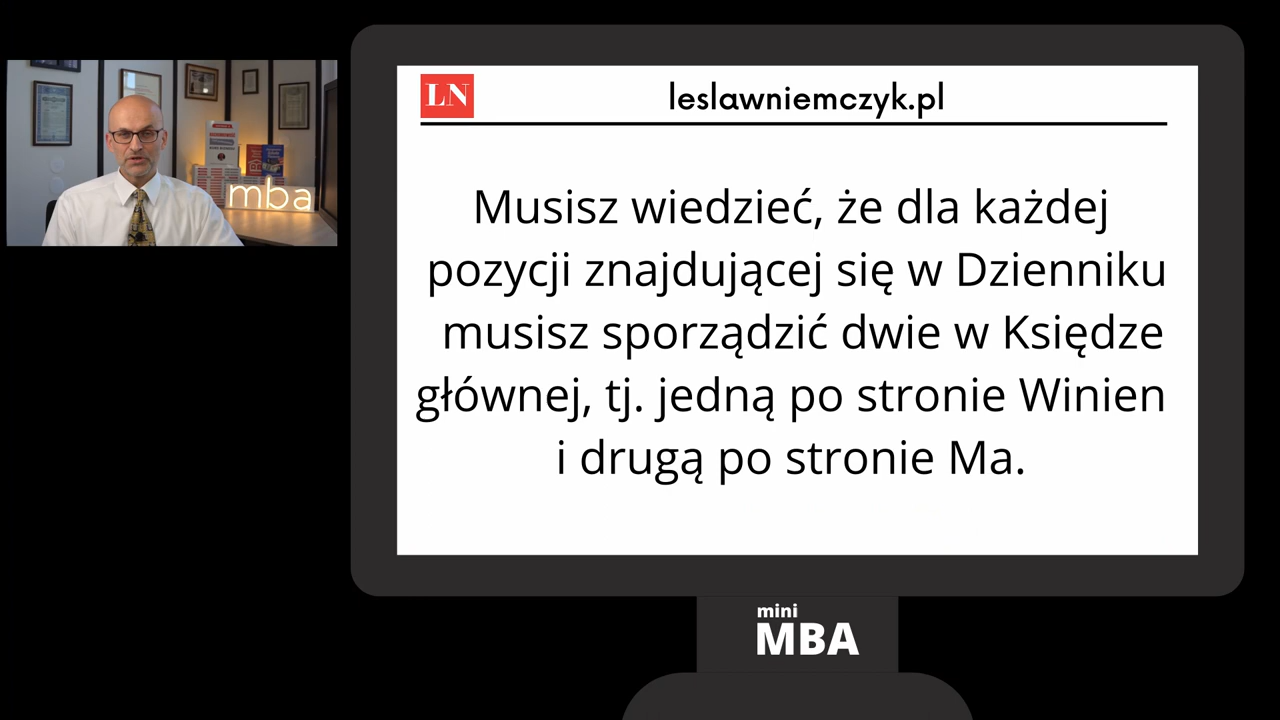 mba
LN
leslawniemczyk.pl
Musisz wiedzieć, że dla każdej
pozycji znajdującej się w Dzienniku
musisz sporządzić dwie w Księdze
głównej, tj. jedną po stronie Winien
i drugą po stronie Ma.
mini
MBA